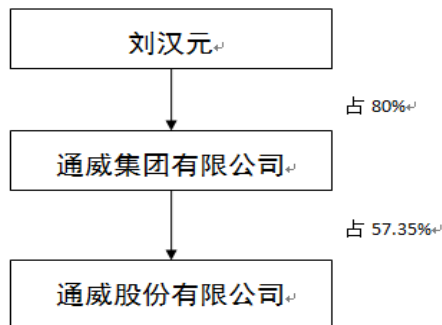 刘汉元
占 80%
通威集团有限公司
占 57.35%
通威股份有限公司